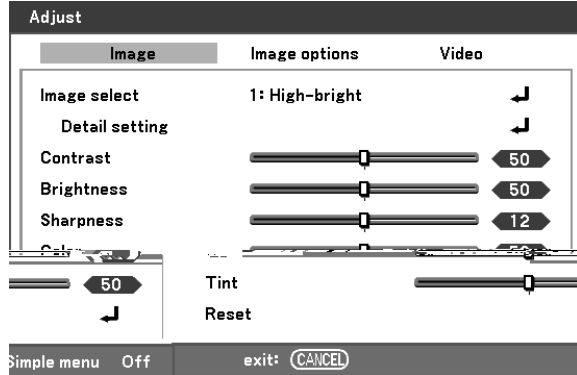 Adjust
Image Image options Video
Image select 1: High-bright
Detail setting
Contrast 50
Brightness 50
Sharpness 12
50 Tint
Reset
Simple menu Off exit: CANCEL